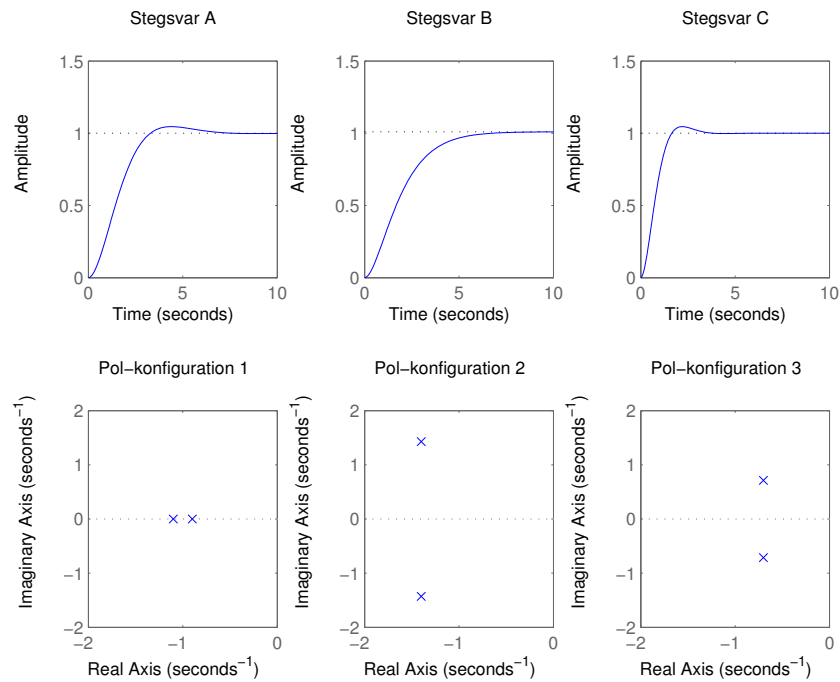 Stegsvar A
Amplitude
1.5
1
0.5
0
0
5
10
Time (seconds)
Stegsvar B
Amplitude
1.5
1
0.5
0
0
5
10
Time (seconds)
Stegsvar C
Amplitude
1.5
1
0.5
0
0
5
10
Time (seconds)
Pol−konfiguration 1
Imaginary Axis (seconds⁻¹)
2
1
0
−1
−2
−2
−1
0
Real Axis (seconds⁻¹)
Pol−konfiguration 2
Imaginary Axis (seconds⁻¹)
2
1
0
−1
−2
−2
−1
0
Real Axis (seconds⁻¹)
Pol−konfiguration 3
Imaginary Axis (seconds⁻¹)
2
1
0
−1
−2
−2
−1
0
Real Axis (seconds⁻¹)